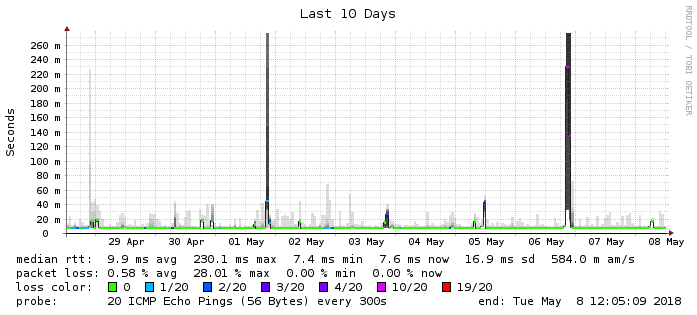 Last 10 Days
RRDTOOL / TOBI OETIKER
Seconds
260 m
240 m
220 m
200 m
180 m
160 m
140 m
120 m
100 m
80 m
60 m
40 m
20 m
0
29 Apr 30 Apr 01 May 02 May 03 May 04 May 05 May 06 May 07 May 08 May
median rtt: 9.9 ms avg 230.1 ms max 7.4 ms min 7.6 ms now 16.9 ms sd 584.0 m am/s
packet loss: 0.58 % avg 28.01 % max 0.00 % min 0.00 % now
loss color: 0 1/20 2/20 3/20 4/20 10/20 19/20
probe: 20 ICMP Echo Pings (56 Bytes) every 300s end: Tue May 8 12:05:09 2018